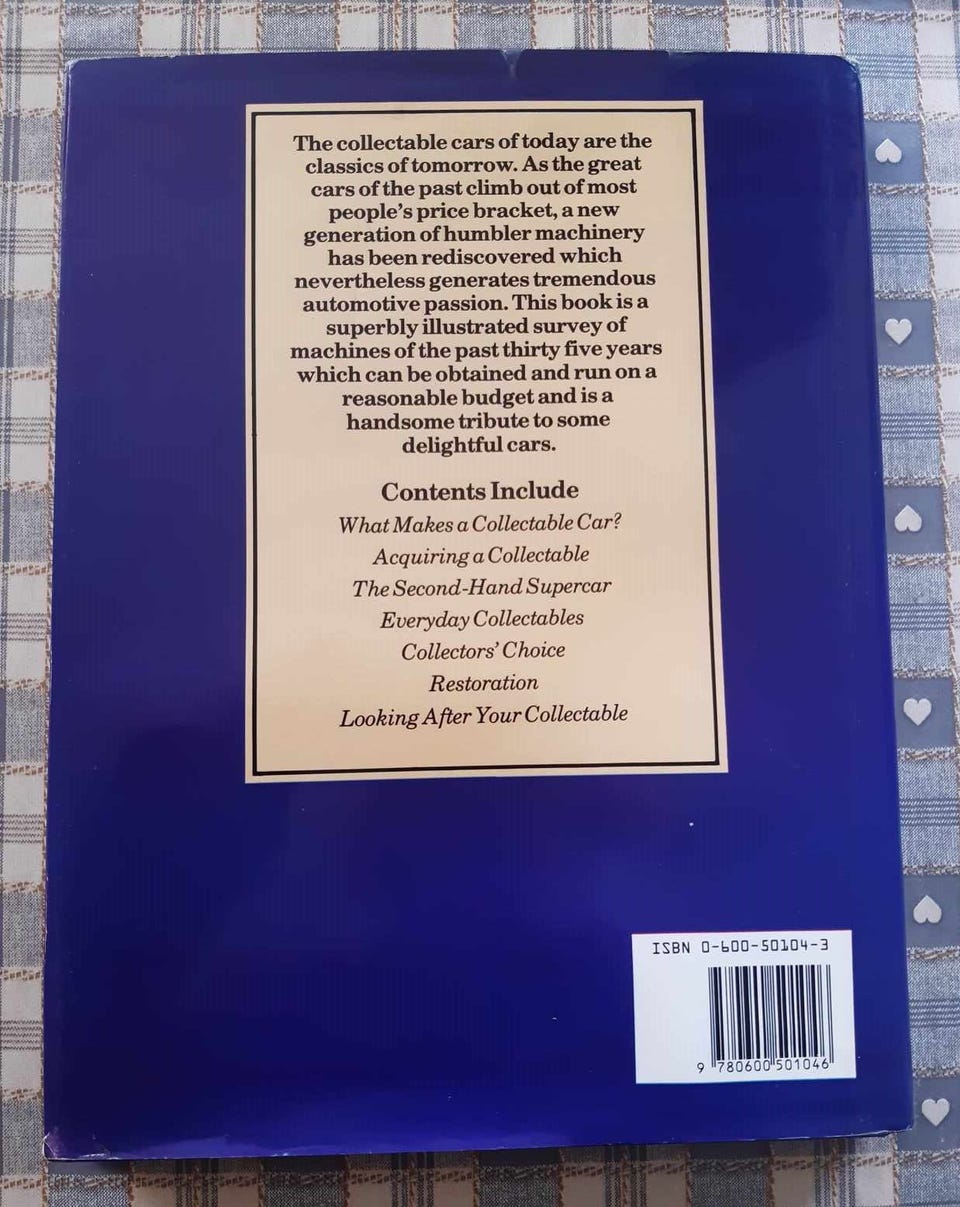 The collectable cars of today are the
classics of tomorrow. As the great
cars of the past climb out of most
people's price bracket, a new
generation of humbler machinery
has been rediscovered which
nevertheless generates tremendous
automotive passion. This book is a
superbly illustrated survey of
machines of the past thirty five years
which can be obtained and run on a
reasonable budget and is a
handsome tribute to some
delightful cars.
Contents Include
What Makes a Collectable Car?
Acquiring a Collectable
The Second-Hand Supercar
Everyday Collectables
Collectors' Choice
Restoration
Looking After Your Collectable
ISBN 0-600-50104-3
9 780600 501046